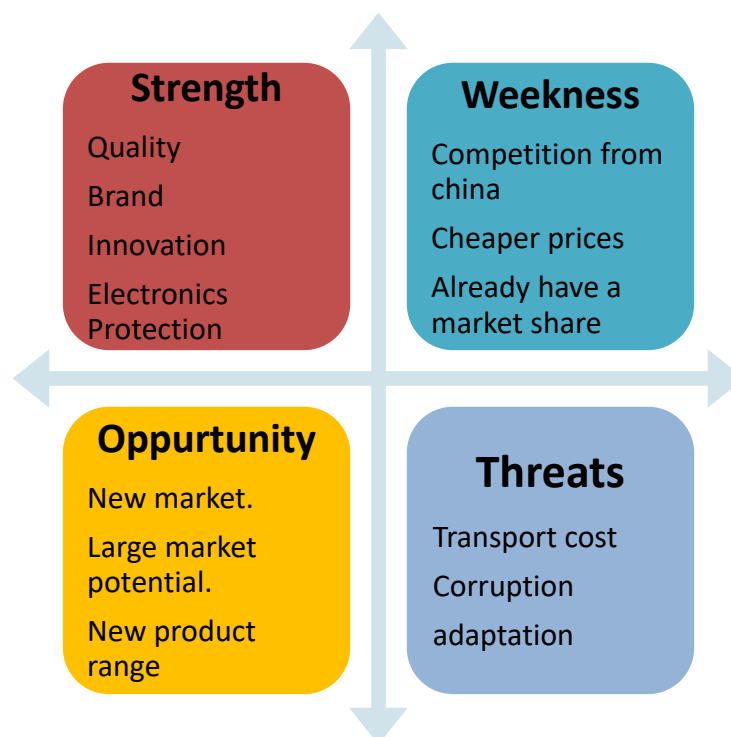 Strength
Quality
Brand
Innovation
Electronics
Protection
Weekness
Competition from
china
Cheaper prices
Already have a
market share
Oppurtunity
New market.
Large market
potential.
New product
range
Threats
Transport cost
Corruption
adaptation